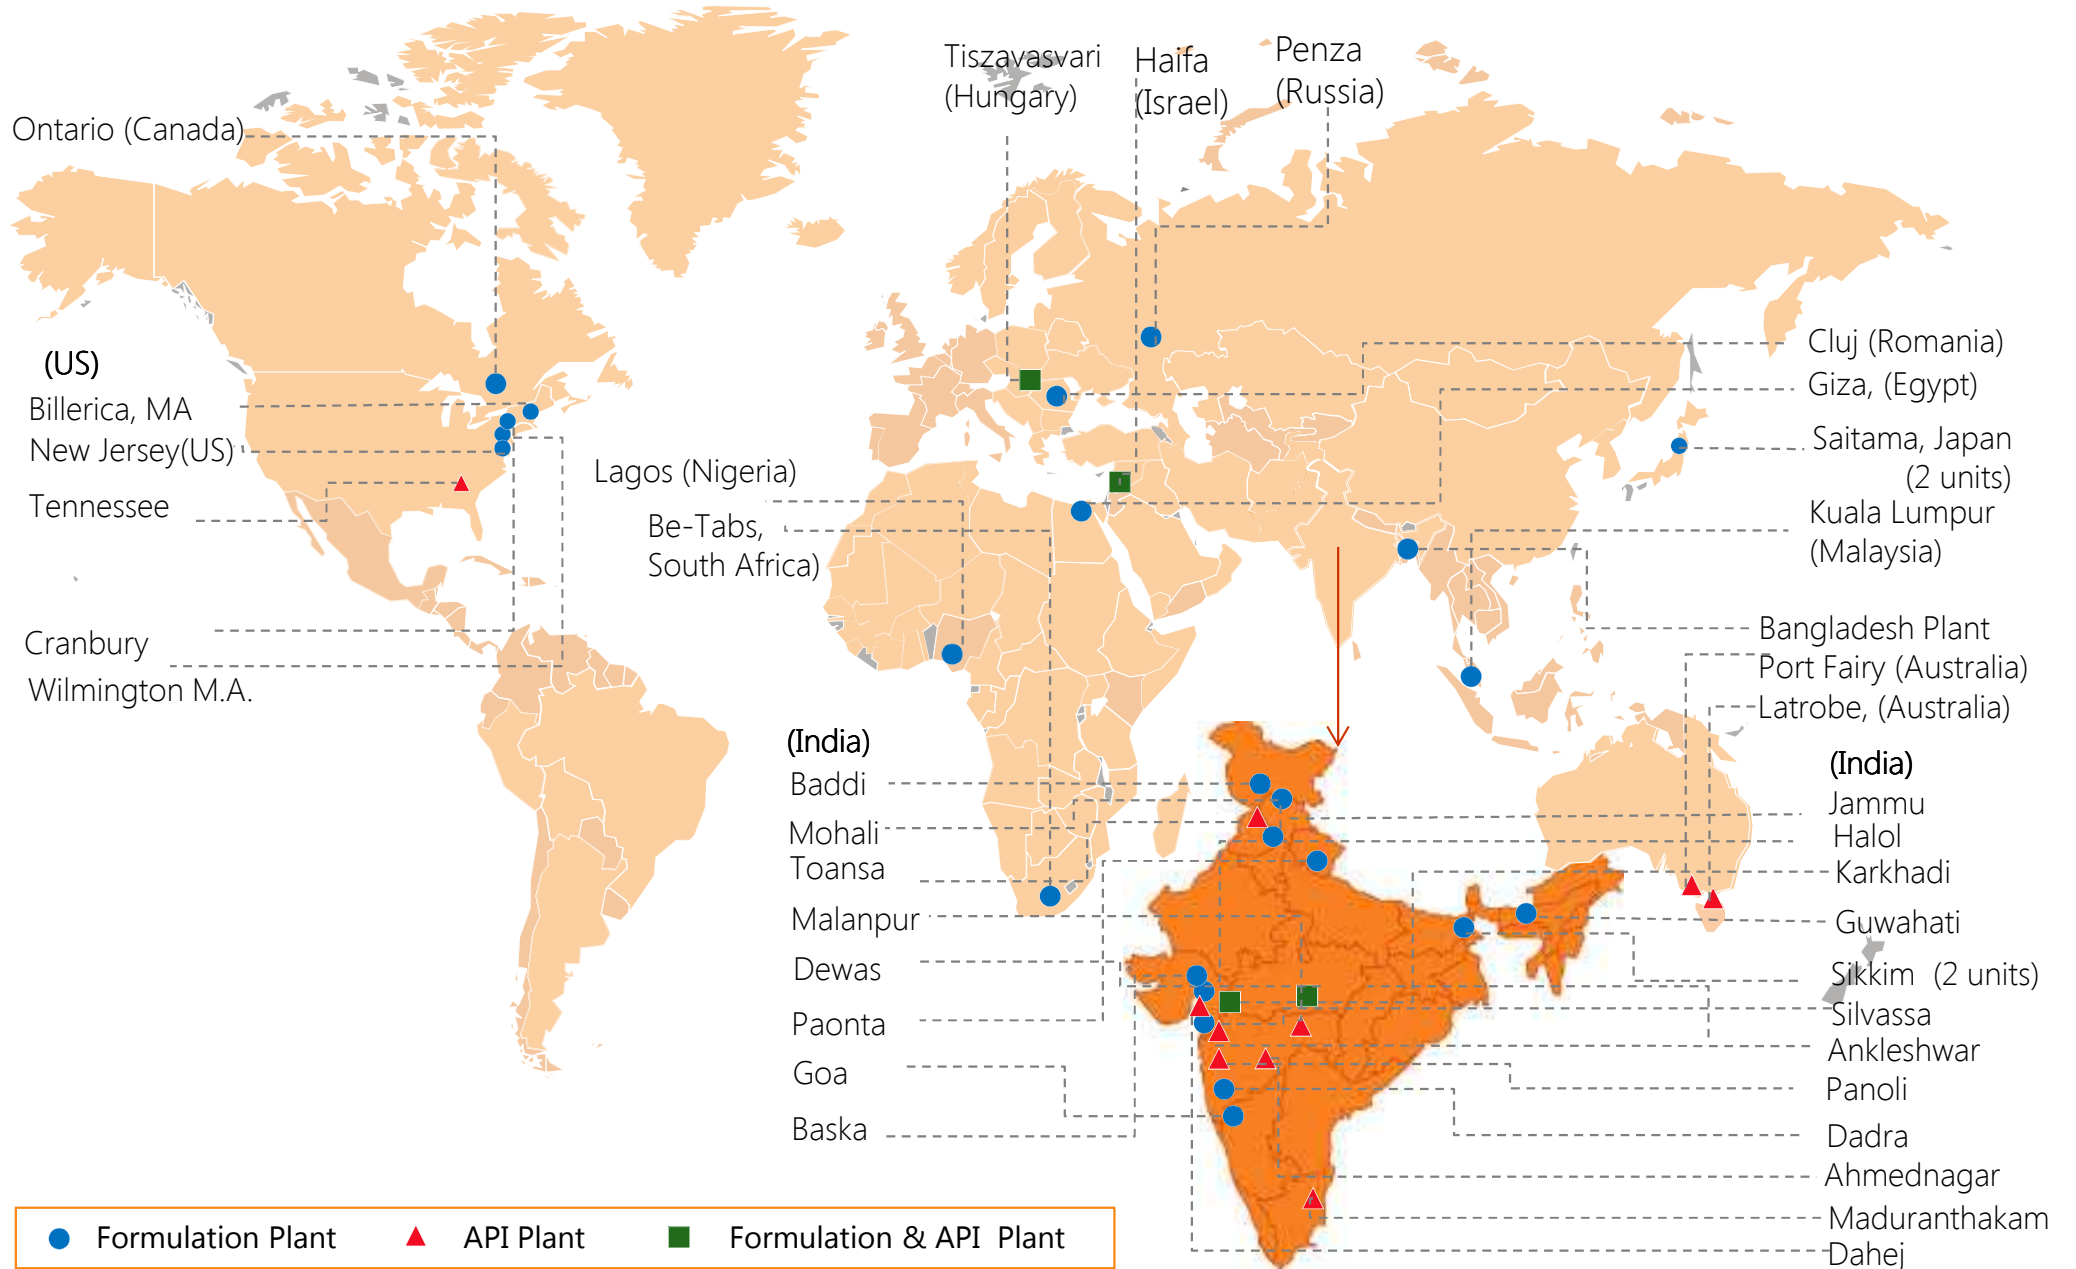 Tiszavasvari
(Hungary)
Haifa
(Israel)
Penza
(Russia)
Ontario (Canada)
(US)
Billerica, MA
New Jersey(US)
Tennessee
Cranbury
Wilmington M.A.
Lagos (Nigeria)
Be-Tabs,
South Africa)
Cluj (Romania)
Giza, (Egypt)
Saitama, Japan
(2 units)
Kuala Lumpur
(Malaysia)
Bangladesh Plant
Port Fairy (Australia)
Latrobe, (Australia)
(India)
Baddi
Mohali
Toansa
Malanpur
Dewas
Paonta
Goa
Baska
(India)
Jammu
Halol
Karkhadi
Guwahati
Sikkim (2 units)
Silvassa
Ankleshwar
Panoli
Dadra
Ahmednagar
Maduranthakam
Dahej
Formulation Plant
API Plant
Formulation & API Plant